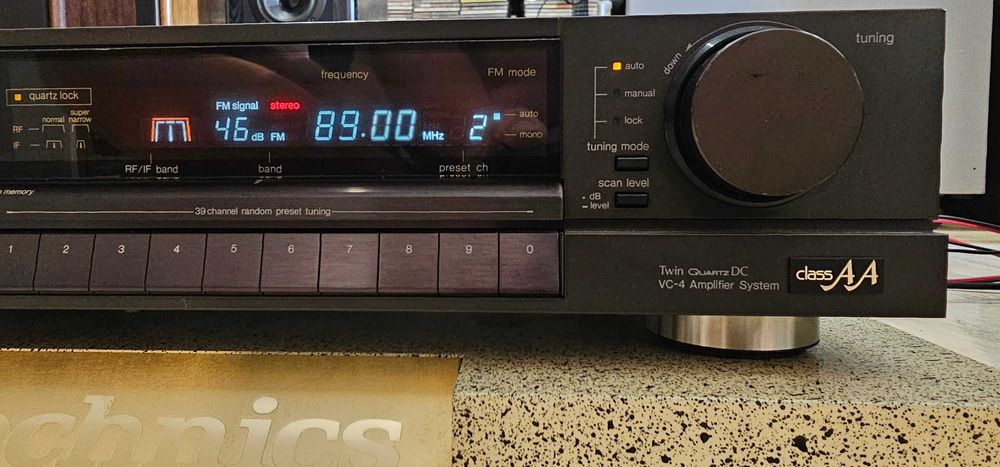 frequency
FM mode
quartz lock
normal
super narrow
RF
IF
FM signal
stereo
46 dB FM
89.00 MHz
2
auto
mono
RF/IF band
band
preset ch
memory
39 channel random preset tuning
1 2 3 4 5 6 7 8 9 0
down
tuning
auto
manual
lock
tuning mode
scan level
dB
level
Twin QUARTZ DC
VC-4 Amplifier System
class AA
echnics